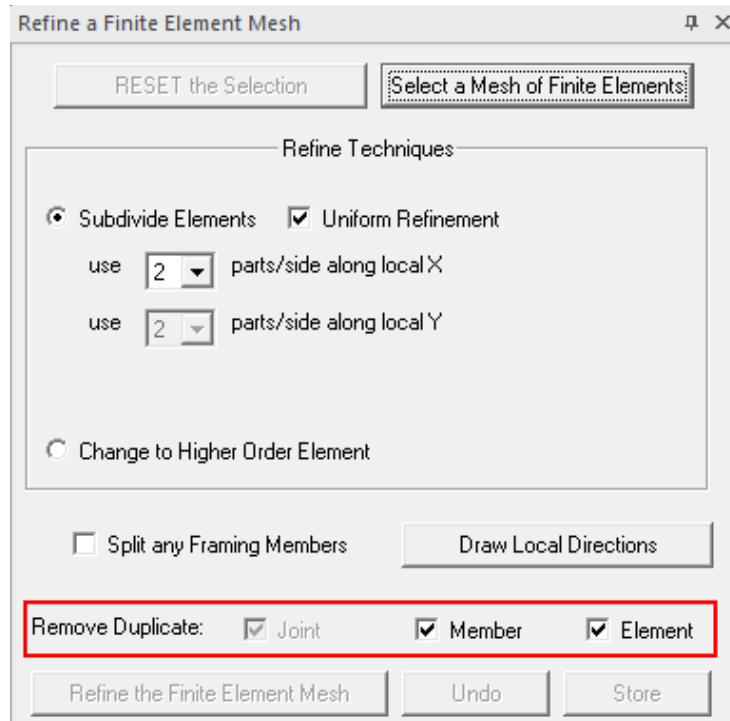 Refine a Finite Element Mesh
RESET the Selection Select a Mesh of Finite Elements
Refine Techniques
Subdivide Elements Uniform Refinement
use 2 parts/side along local X
use 2 parts/side along local Y
Change to Higher Order Element
Split any Framing Members Draw Local Directions
Remove Duplicate: Joint Member Element
Refine the Finite Element Mesh Undo Store